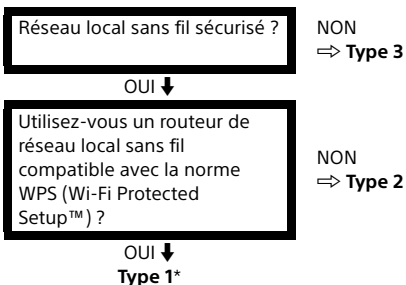 Réseau local sans fil sécurisé ?
NON
⇨ Type 3
OUI ⬇
Utilisez-vous un routeur de
réseau local sans fil
compatible avec la norme
WPS (Wi-Fi Protected
Setup™) ?
NON
⇨ Type 2
OUI ⬇
Type 1*